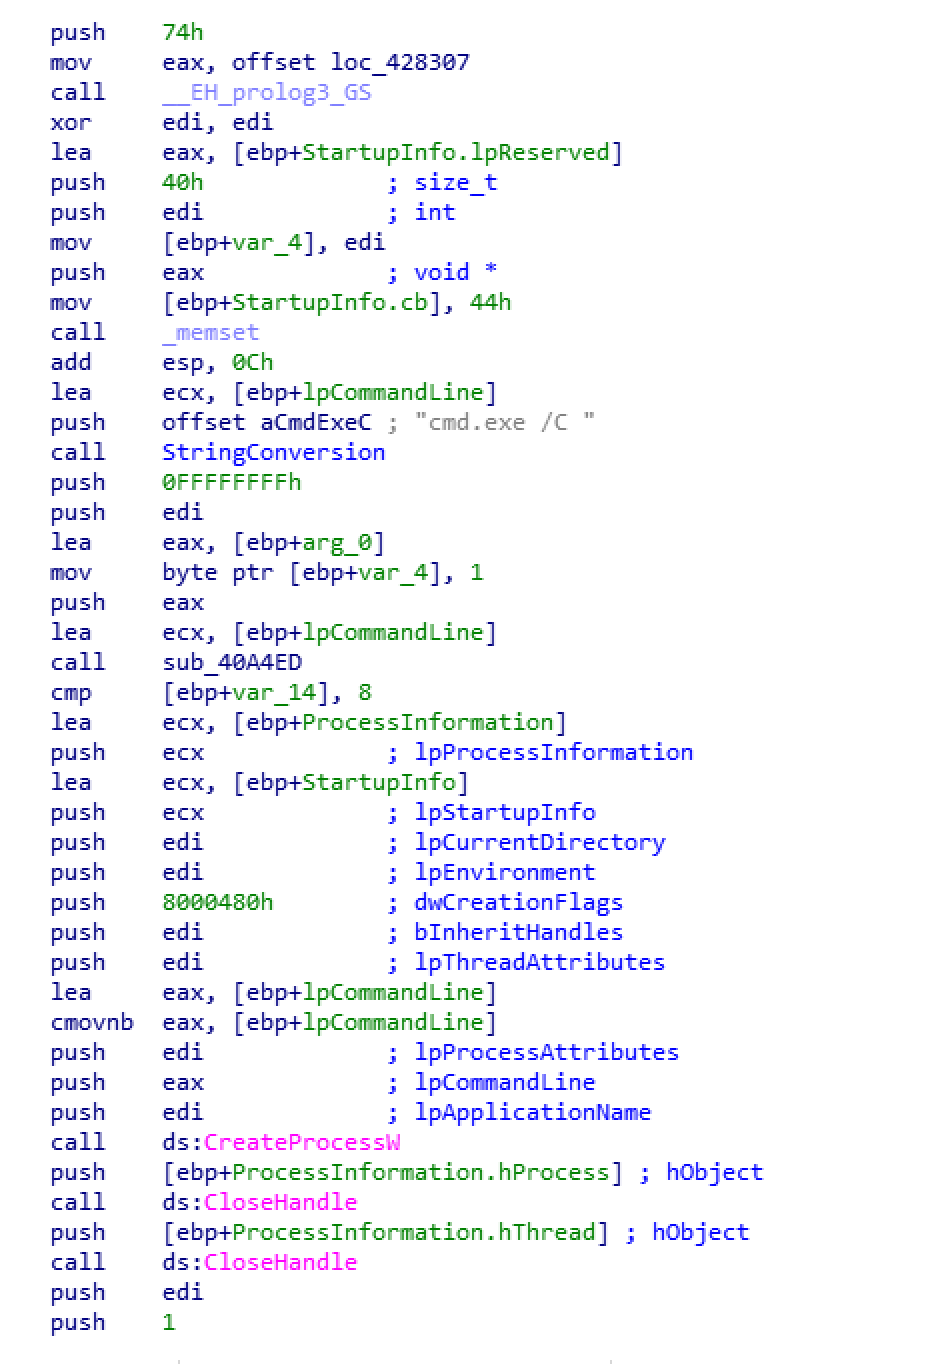 push 74h
mov eax, offset loc_428307
call __EH_prolog3_GS
xor edi, edi
lea eax, [ebp+StartupInfo.lpReserved]
push 40h ; size_t
push edi ; int
mov [ebp+var_4], edi
push eax ; void *
mov [ebp+StartupInfo.cb], 44h
call _memset
add esp, 0Ch
lea ecx, [ebp+lpCommandLine]
push offset aCmdExeC ; "cmd.exe /C "
call StringConversion
push 0FFFFFFFFh
push edi
lea eax, [ebp+arg_0]
mov byte ptr [ebp+var_4], 1
push eax
lea ecx, [ebp+lpCommandLine]
call sub_40A4ED
cmp [ebp+var_14], 8
lea ecx, [ebp+ProcessInformation]
push ecx ; lpProcessInformation
lea ecx, [ebp+StartupInfo]
push ecx ; lpStartupInfo
push edi ; lpCurrentDirectory
push edi ; lpEnvironment
push 8000480h ; dwCreationFlags
push edi ; bInheritHandles
push edi ; lpThreadAttributes
lea eax, [ebp+lpCommandLine]
cmovnb eax, [ebp+lpCommandLine]
push edi ; lpProcessAttributes
push eax ; lpCommandLine
push edi ; lpApplicationName
call ds:CreateProcessW
push [ebp+ProcessInformation.hProcess] ; hObject
call ds:CloseHandle
push [ebp+ProcessInformation.hThread] ; hObject
call ds:CloseHandle
push edi
push 1